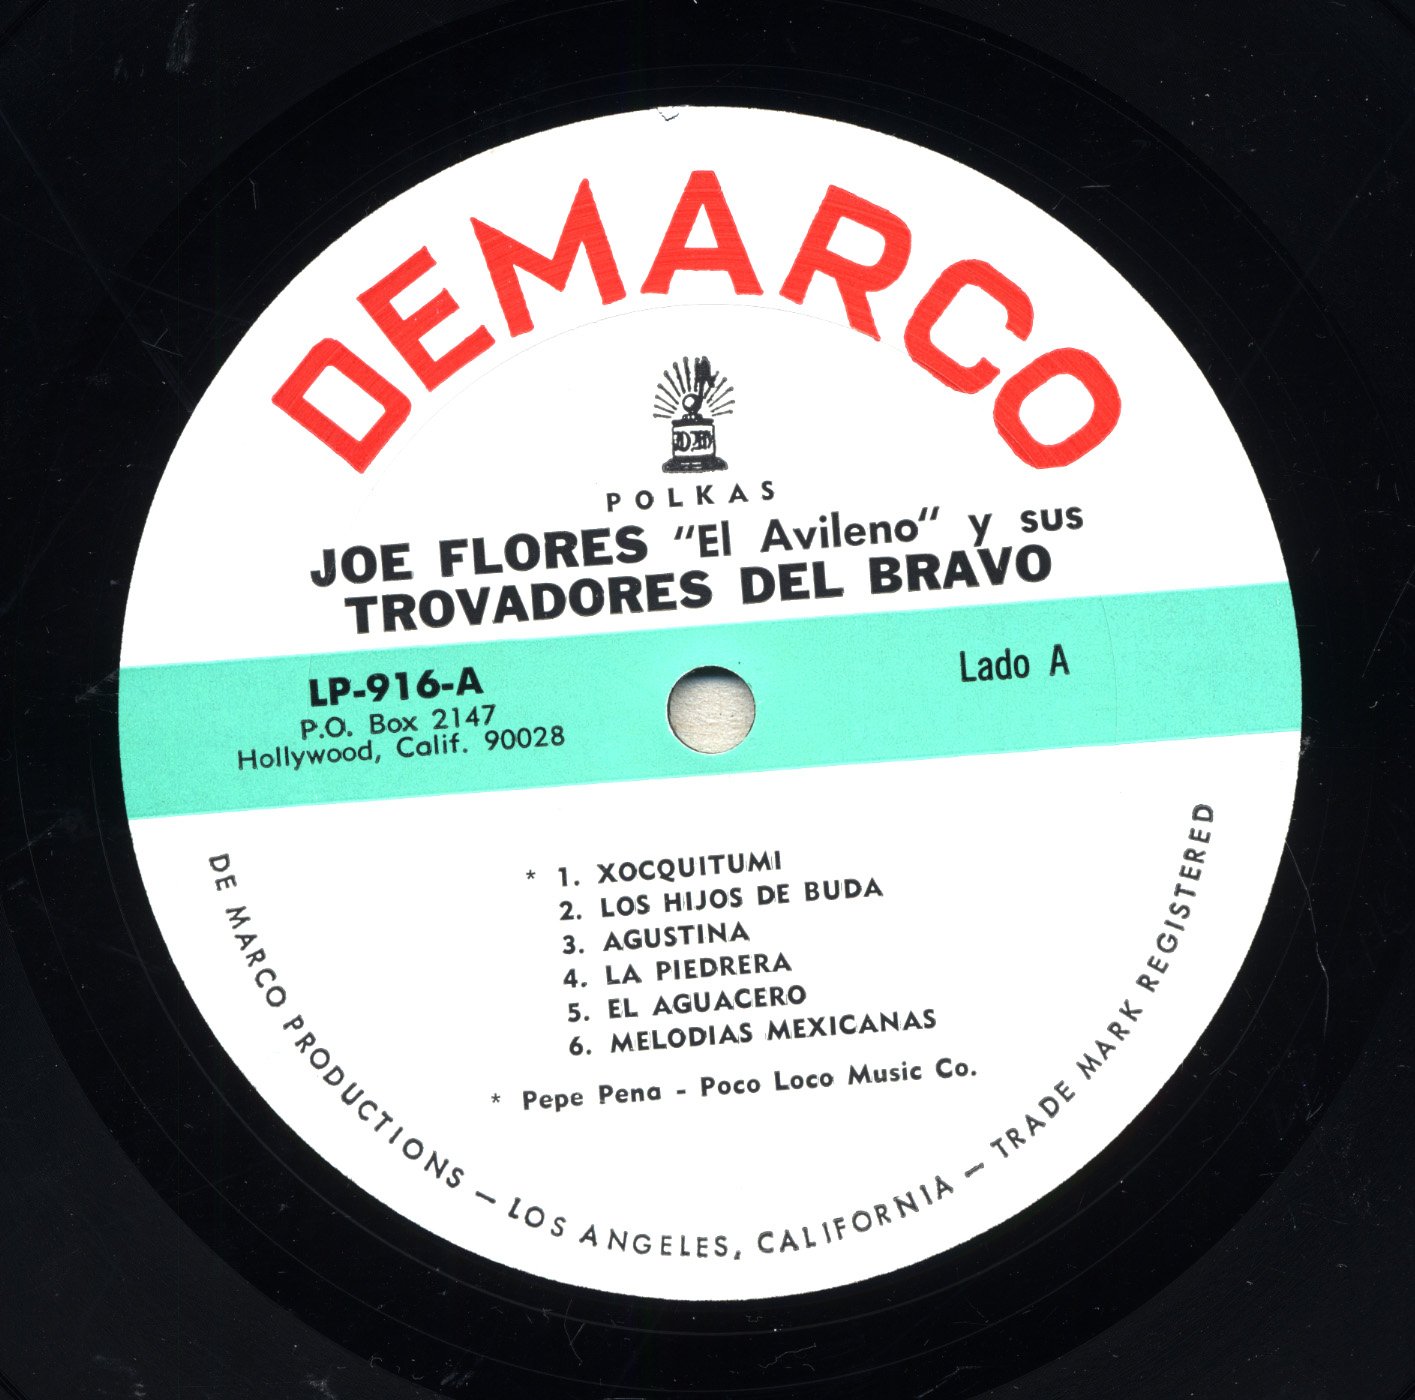 DEMARCO
POLKAS
JOE FLORES "El Avileno" y sus
TROVADORES DEL BRAVO
LP-916-A
P.O. Box 2147
Hollywood, Calif. 90028
Lado A
* 1. XOCQUITUMI
2. LOS HIJOS DE BUDA
3. AGUSTINA
4. LA PIEDRERA
5. EL AGUACERO
6. MELODIAS MEXICANAS
* Pepe Pena - Poco Loco Music Co.
DE MARCO PRODUCTIONS — LOS ANGELES, CALIFORNIA — TRADE MARK REGISTERED